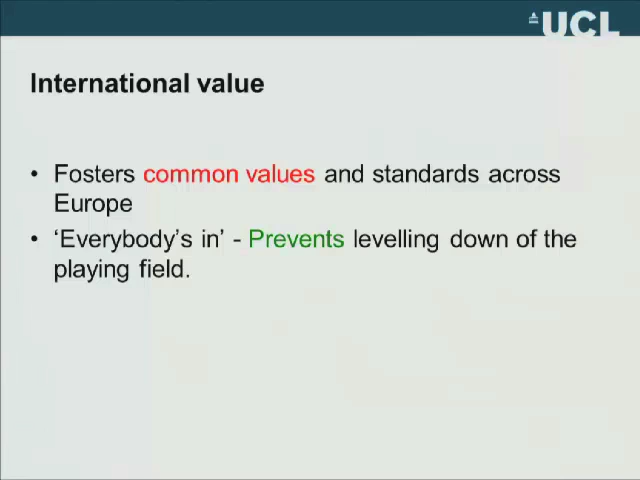 UCL
International value
• Fosters common values and standards across
Europe
• ‘Everybody’s in’ - Prevents levelling down of the
playing field.